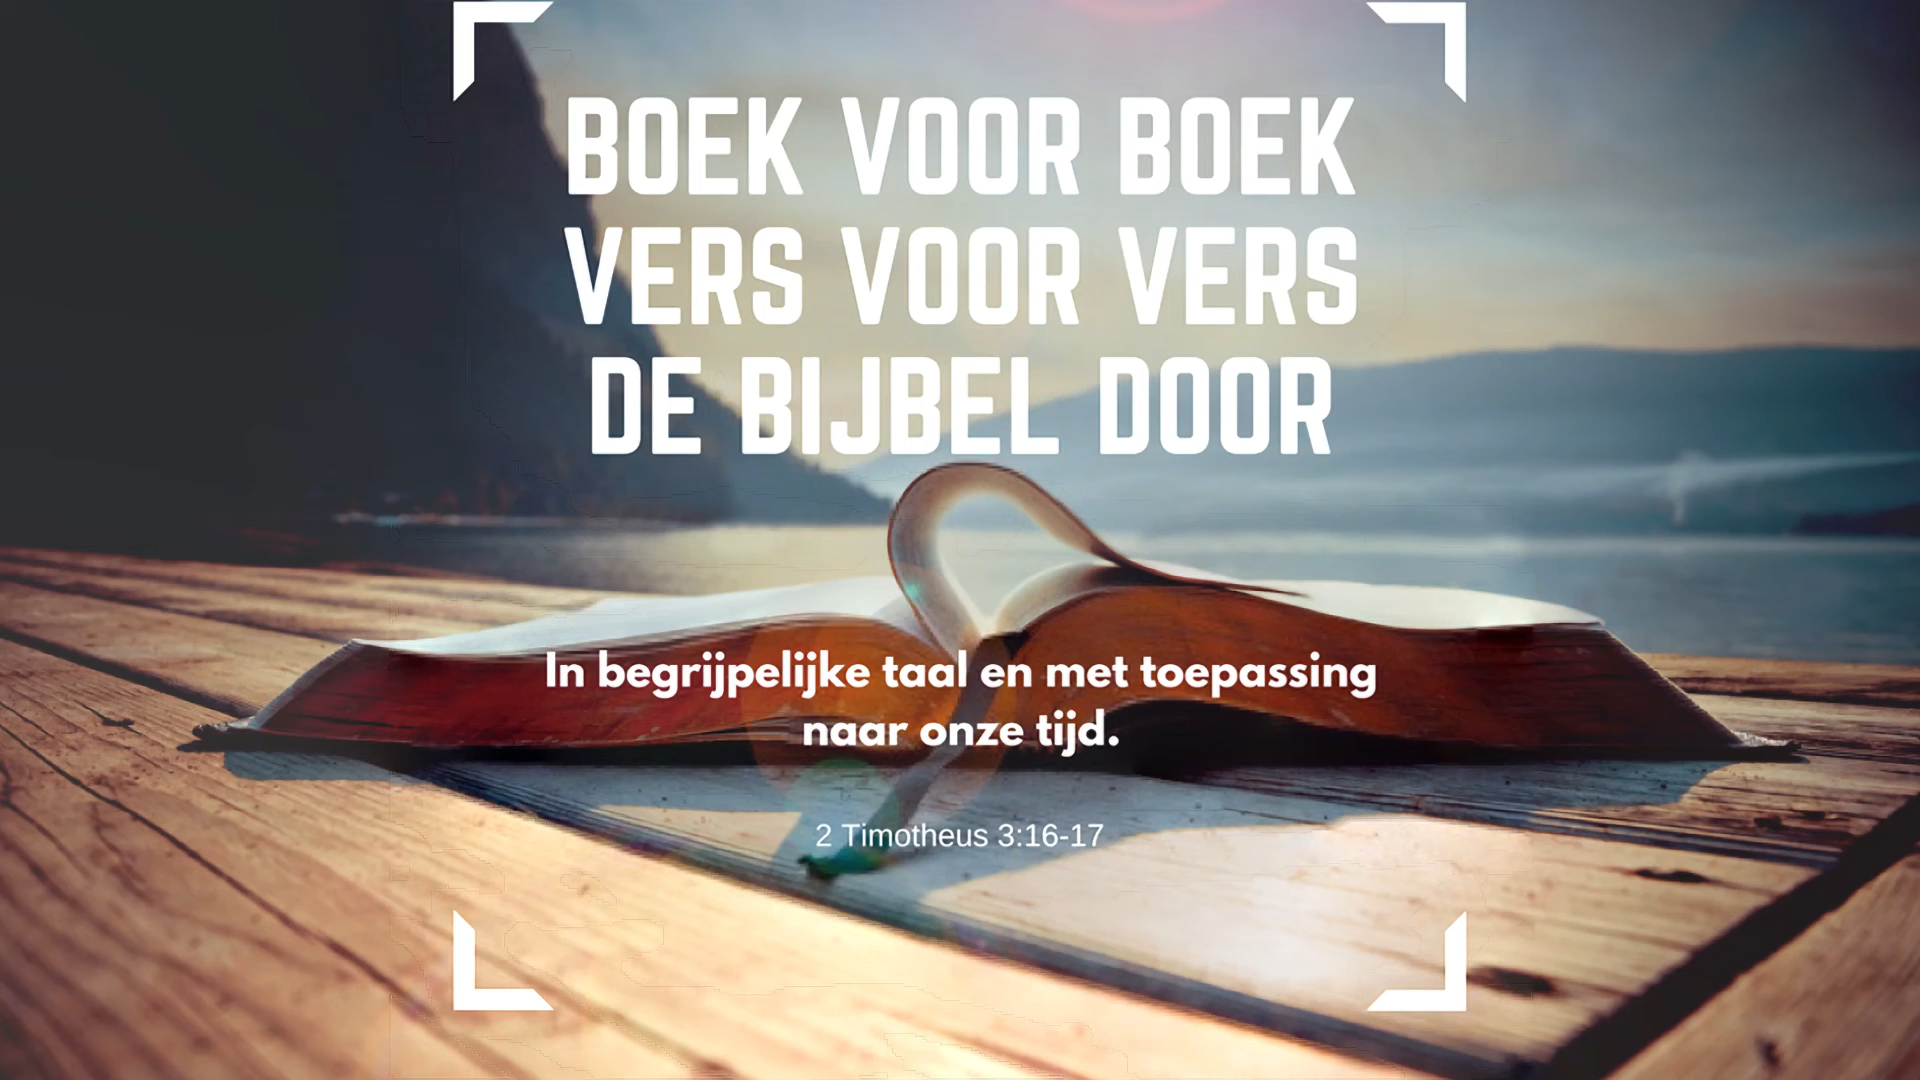 BOEK VOOR BOEK
VERS VOOR VERS
DE BIJBEL DOOR
In begrijpelijke taal en met toepassing
naar onze tijd.
2 Timotheus 3:16-17